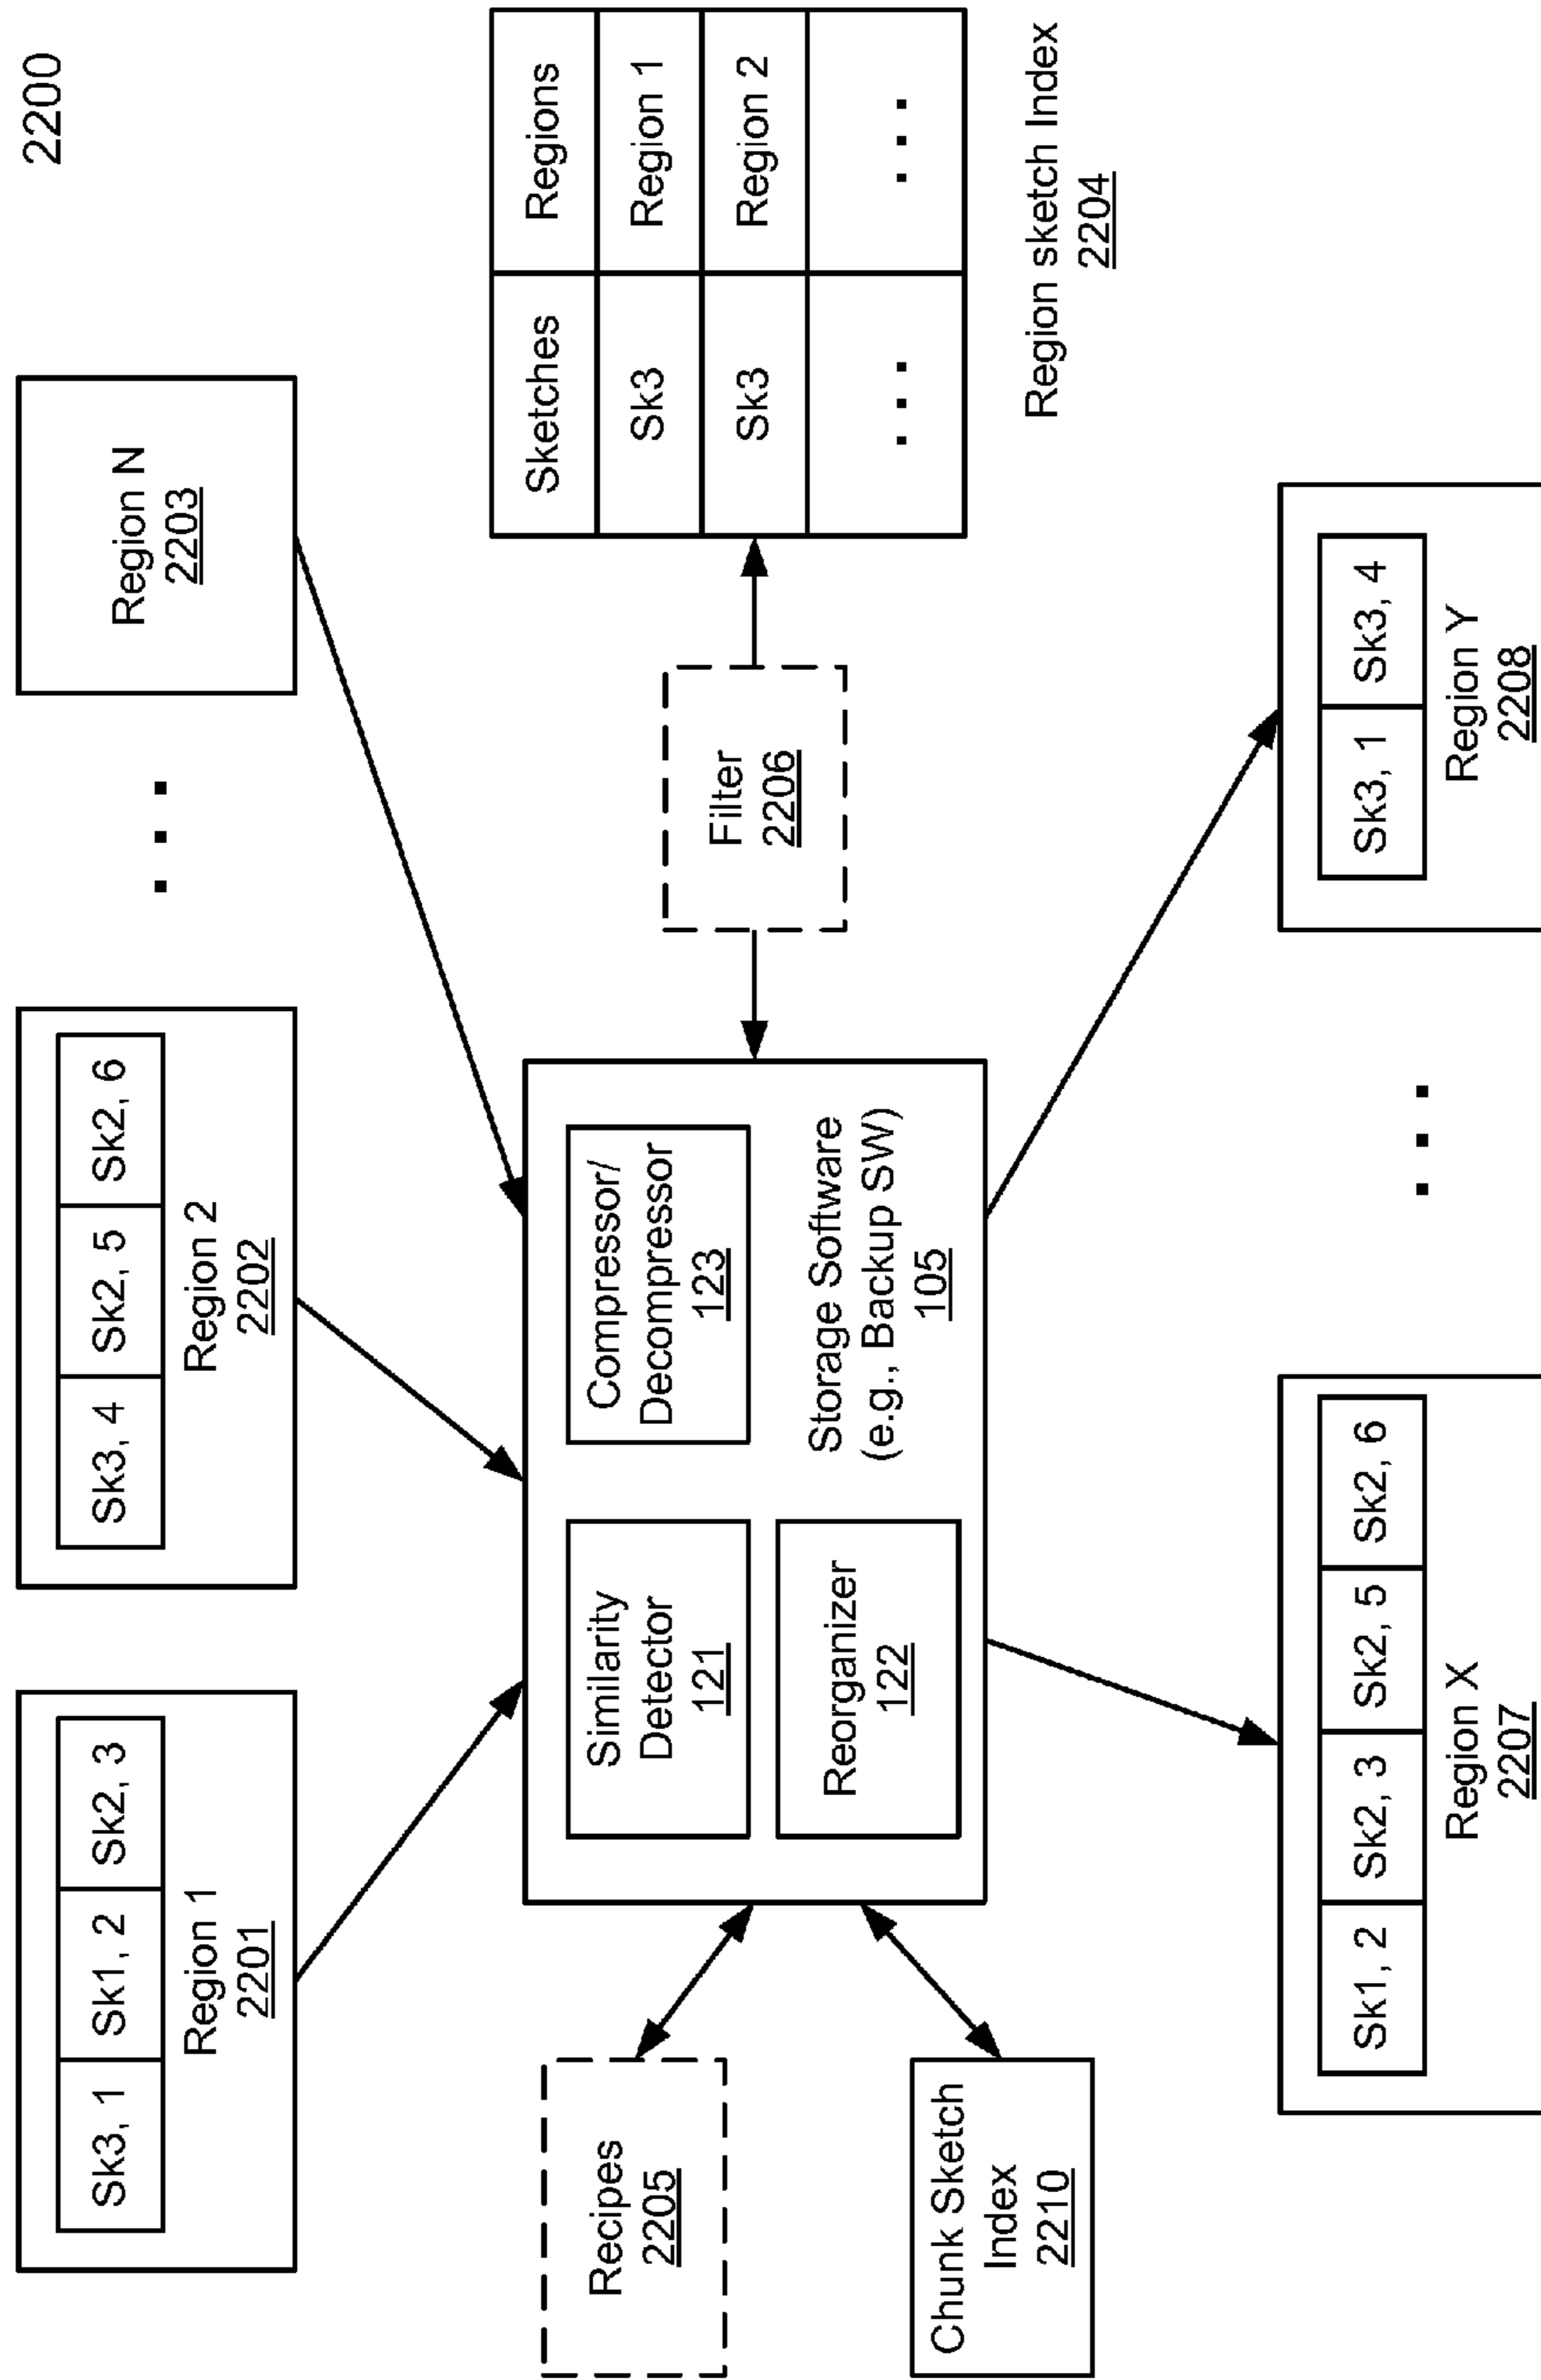 2200
Sk3, 1
Sk1, 2
Sk2, 3
Region 1
2201
Sk3, 4
Sk2, 5
Sk2, 6
Region 2
2202
. . .
Region N
2203
Recipes
2205
Chunk Sketch
Index
2210
Similarity
Detector
121
Compressor/
Decompressor
123
Reorganizer
122
Storage Software
(e.g., Backup SW)
105
Filter
2206
Sketches
Regions
Sk3
Region 1
Sk3
Region 2
. . .
. . .
Region sketch Index
2204
Sk1, 2
Sk2, 3
Sk2, 5
Sk2, 6
Region X
2207
. . .
Sk3, 1
Sk3, 4
Region Y
2208